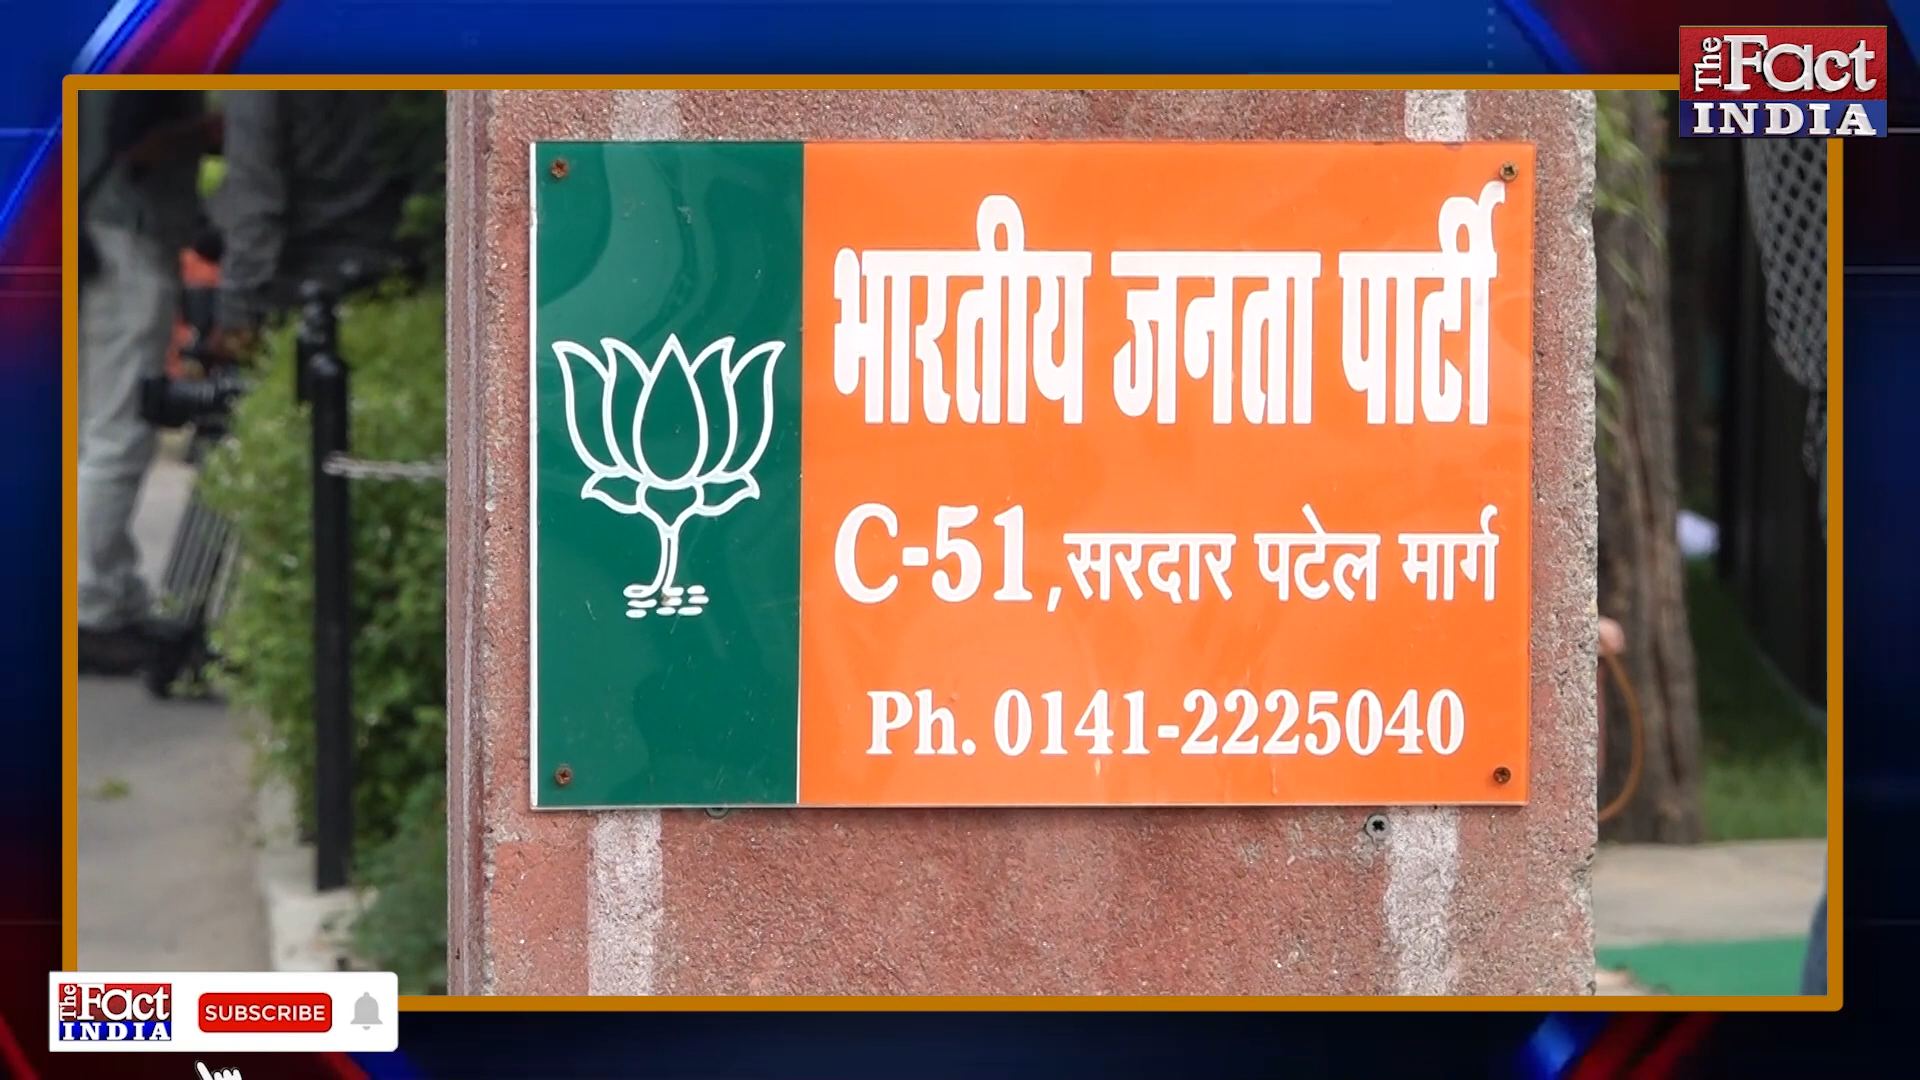 The Fact
INDIA
भारतीय जनता पार्टी
C-51,सरदार पटेल मार्ग
Ph. 0141-2225040
The Fact
INDIA
SUBSCRIBE